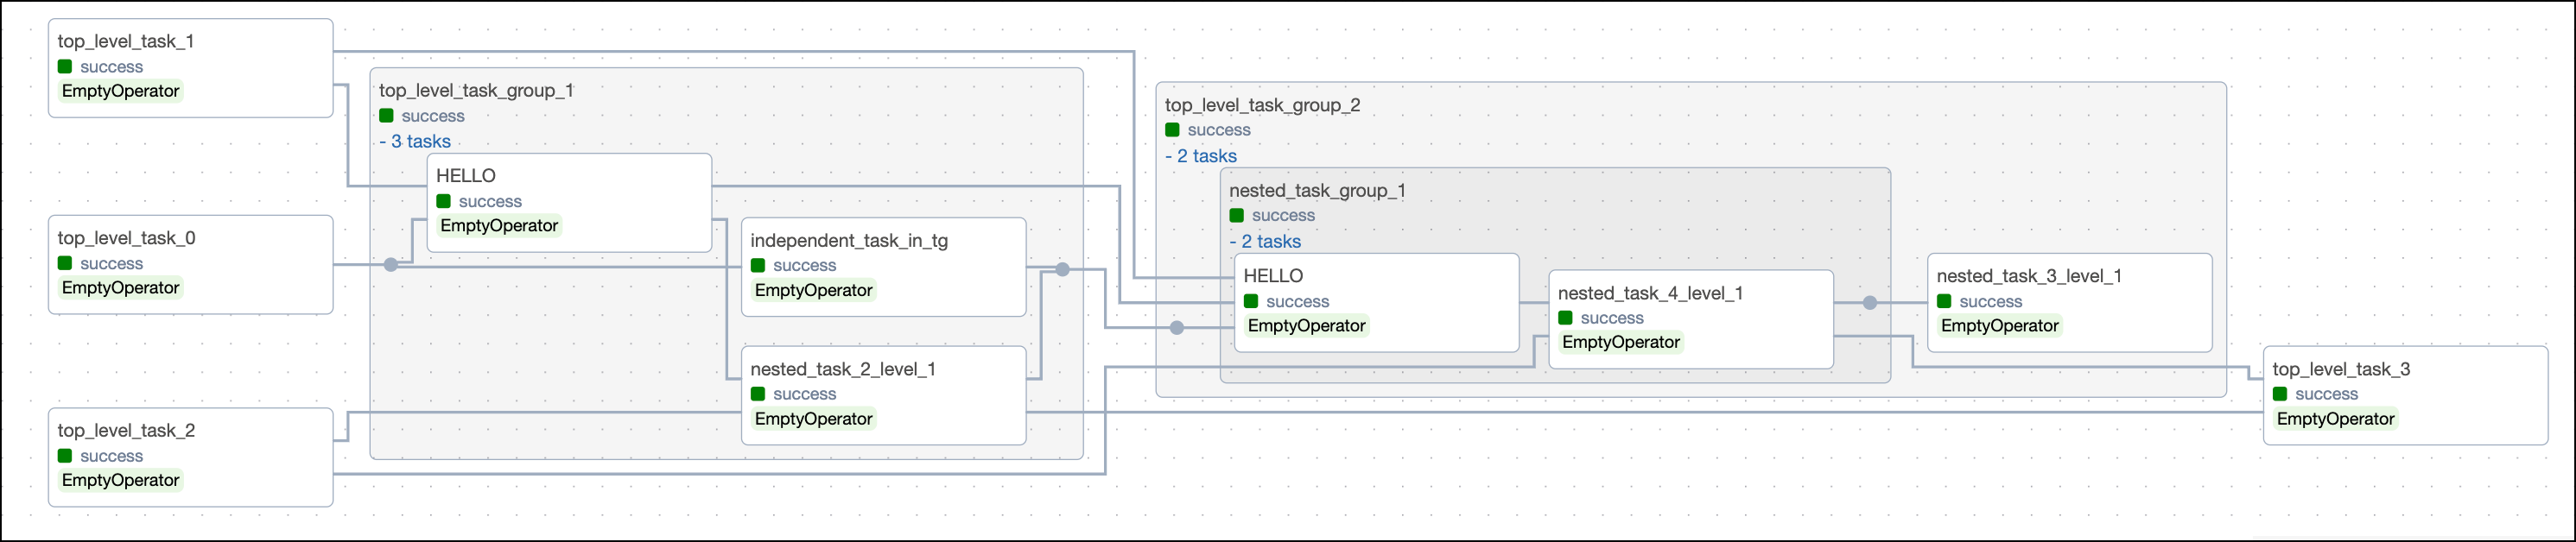 top_level_task_1
success
EmptyOperator
top_level_task_0
success
EmptyOperator
top_level_task_2
success
EmptyOperator
top_level_task_group_1
success
- 3 tasks
HELLO
success
EmptyOperator
independent_task_in_tg
success
EmptyOperator
nested_task_2_level_1
success
EmptyOperator
top_level_task_group_2
success
- 2 tasks
nested_task_group_1
success
- 2 tasks
HELLO
success
EmptyOperator
nested_task_4_level_1
success
EmptyOperator
nested_task_3_level_1
success
EmptyOperator
top_level_task_3
success
EmptyOperator